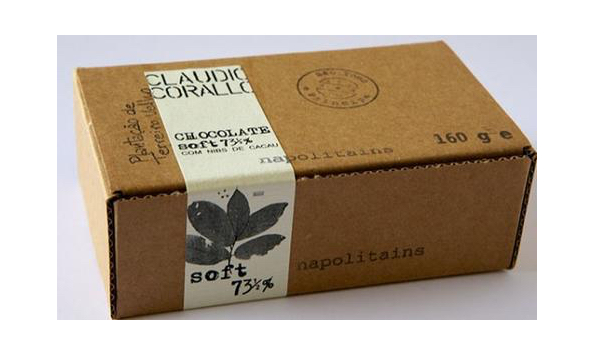 CLAUDIO
CORALLO
CHOCOLATE
soft 73½%
COM NIBS DE CACAU
Plantação de
Terreiro Velho
160 g e
napolitains
soft
73½%
napolitains